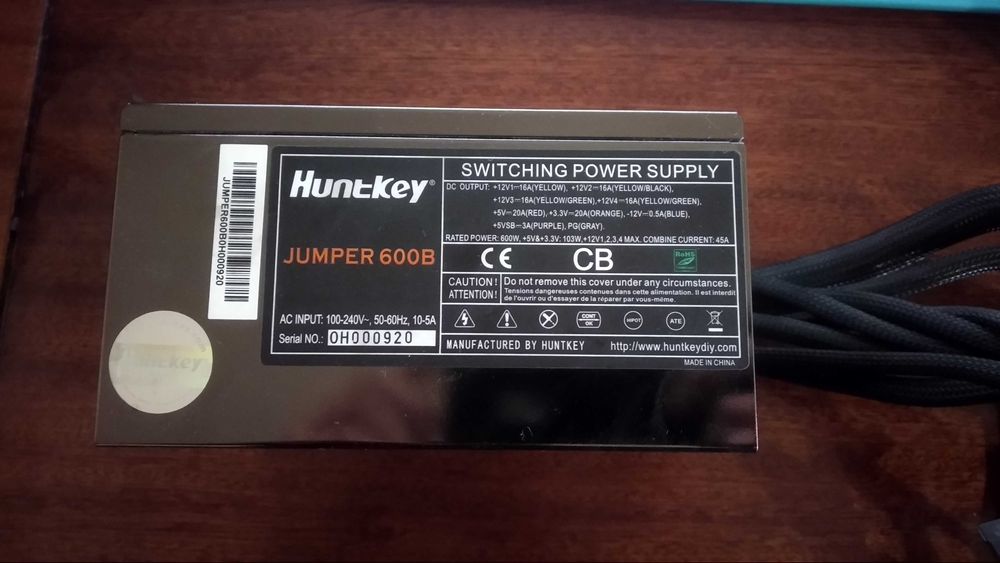 JUMPER600B0H000920
Huntkey®
JUMPER 600B
AC INPUT: 100-240V~, 50-60Hz, 10-5A
Serial NO.: 0H000920
SWITCHING POWER SUPPLY
DC OUTPUT: +12V1⎓16A(YELLOW), +12V2⎓16A(YELLOW/BLACK),
+12V3⎓16A(YELLOW/GREEN),+12V4⎓16A(YELLOW/GREEN),
+5V⎓20A(RED), +3.3V⎓20A(ORANGE), -12V⎓0.5A(BLUE),
+5VSB⎓3A(PURPLE), PG(GRAY).
RATED POWER: 600W, +5V&+3.3V: 103W,+12V1,2,3,4 MAX. COMBINE CURRENT: 45A
CE CB RoHS
CAUTION! Do not remove this cover under any circumstances.
ATTENTION! Tensions dangereuses contenues dans cette alimentation. Il est interdit
de l'ouvrir ou d'essayer de la réparer par vous-même.
CONT OK HIPOT ATE
MANUFACTURED BY HUNTKEY http://www.huntkeydiy.com
MADE IN CHINA
Huntkey